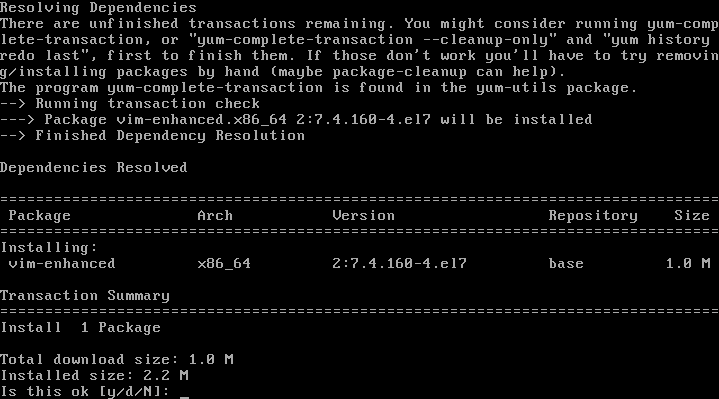 Resolving Dependencies
There are unfinished transactions remaining. You might consider running yum-comp
lete-transaction, or "yum-complete-transaction --cleanup-only" and "yum history
redo last", first to finish them. If those don't work you'll have to try removin
g/installing packages by hand (maybe package-cleanup can help).
The program yum-complete-transaction is found in the yum-utils package.
--> Running transaction check
---> Package vim-enhanced.x86_64 2:7.4.160-4.el7 will be installed
--> Finished Dependency Resolution

Dependencies Resolved

================================================================================
 Package              Arch           Version                 Repository    Size
================================================================================
Installing:
 vim-enhanced         x86_64         2:7.4.160-4.el7         base         1.0 M

Transaction Summary
================================================================================
Install  1 Package

Total download size: 1.0 M
Installed size: 2.2 M
Is this ok [y/d/N]: _